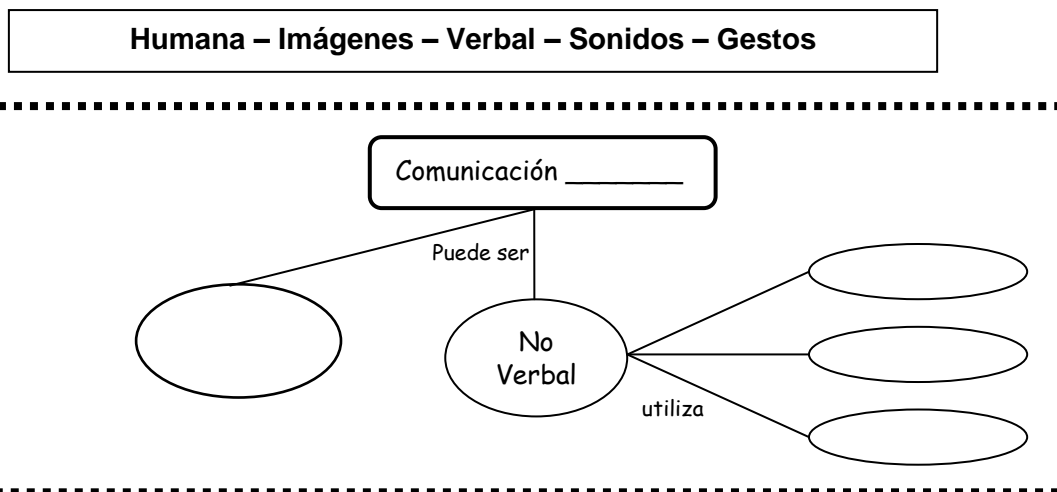 Humana – Imágenes – Verbal – Sonidos – Gestos
Comunicación _______
Puede ser
No
Verbal
utiliza